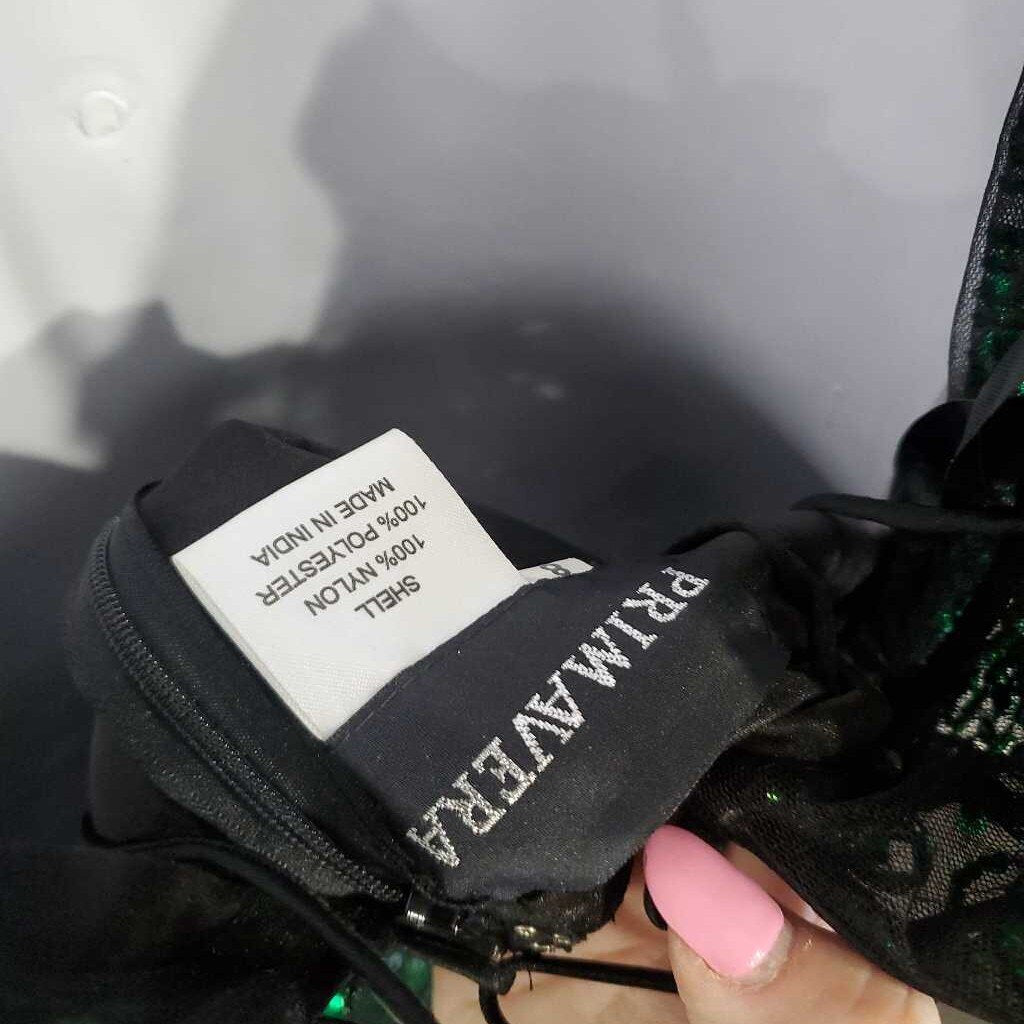 PRIMAVERA
SHELL
100% NYLON
100% POLYESTER
MADE IN INDIA